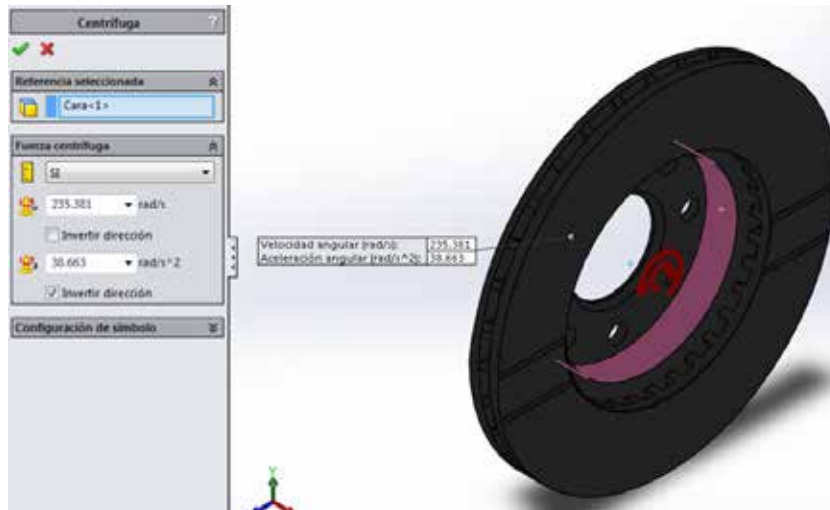 Centrífuga ?
Referencia seleccionada
Cara<1>
Fuerza centrífuga
SI
235.381 rad/s
Invertir dirección
38.663 rad/s^2
Invertir dirección
Configuración de símbolo
Velocidad angular (rad/s): 235.381
Aceleración angular (rad/s^2): 38.663
Y